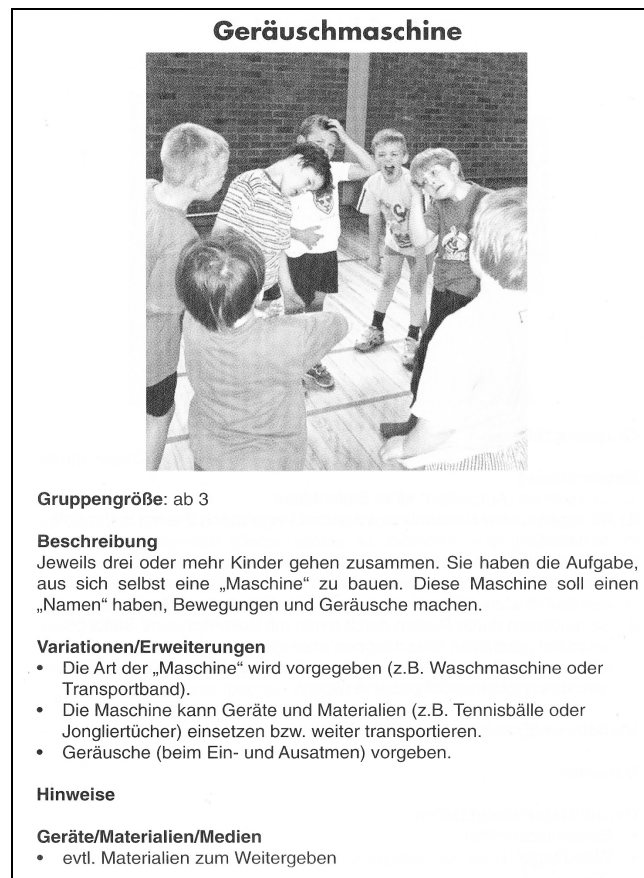 Geräuschmaschine
Gruppengröße: ab 3
Beschreibung
Jeweils drei oder mehr Kinder gehen zusammen. Sie haben die Aufgabe,
aus sich selbst eine „Maschine“ zu bauen. Diese Maschine soll einen
„Namen“ haben, Bewegungen und Geräusche machen.
Variationen/Erweiterungen
• Die Art der „Maschine“ wird vorgegeben (z.B. Waschmaschine oder
Transportband).
• Die Maschine kann Geräte und Materialien (z.B. Tennisbälle oder
Jongliertücher) einsetzen bzw. weiter transportieren.
• Geräusche (beim Ein- und Ausatmen) vorgeben.
Hinweise
Geräte/Materialien/Medien
• evtl. Materialien zum Weitergeben